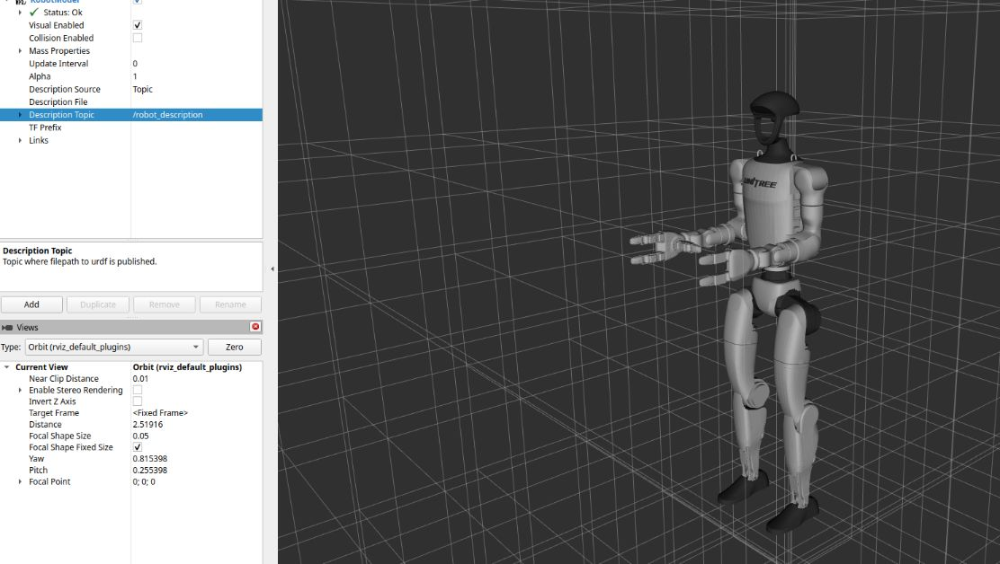 RobotModel
Status: Ok
Visual Enabled
Collision Enabled
Mass Properties
Update Interval 0
Alpha 1
Description Source Topic
Description File
Description Topic /robot_description
TF Prefix
Links
Description Topic
Topic where filepath to urdf is published.
Add Duplicate Remove Rename
Views
Type: Orbit (rviz_default_plugins) Zero
Current View Orbit (rviz_default_plugins)
Near Clip Distance 0.01
Enable Stereo Rendering
Invert Z Axis
Target Frame <Fixed Frame>
Distance 2.51916
Focal Shape Size 0.05
Focal Shape Fixed Size
Yaw 0.815398
Pitch 0.255398
Focal Point 0; 0; 0
UNITREE